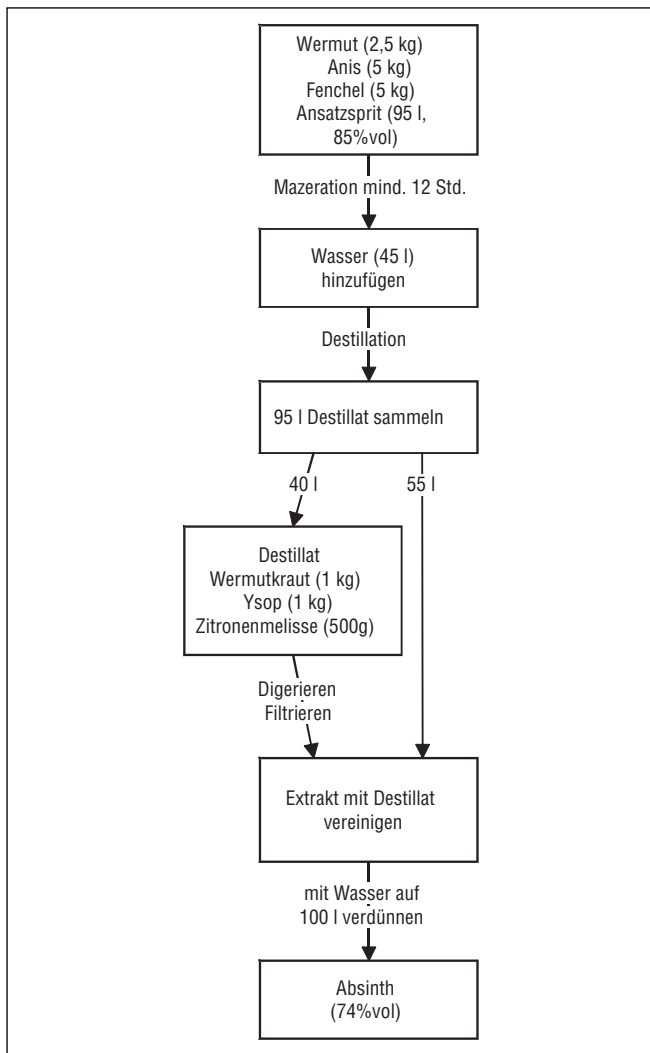 Wermut (2,5 kg)
Anis (5 kg)
Fenchel (5 kg)
Ansatzsprit (95 l,
85%vol)
Mazeration mind. 12 Std.
Wasser (45 l)
hinzufügen
Destillation
95 l Destillat sammeln
40 l
55 l
Destillat
Wermutkraut (1 kg)
Ysop (1 kg)
Zitronenmelisse (500g)
Digerieren
Filtrieren
Extrakt mit Destillat
vereinigen
mit Wasser auf
100 l verdünnen
Absinth
(74%vol)